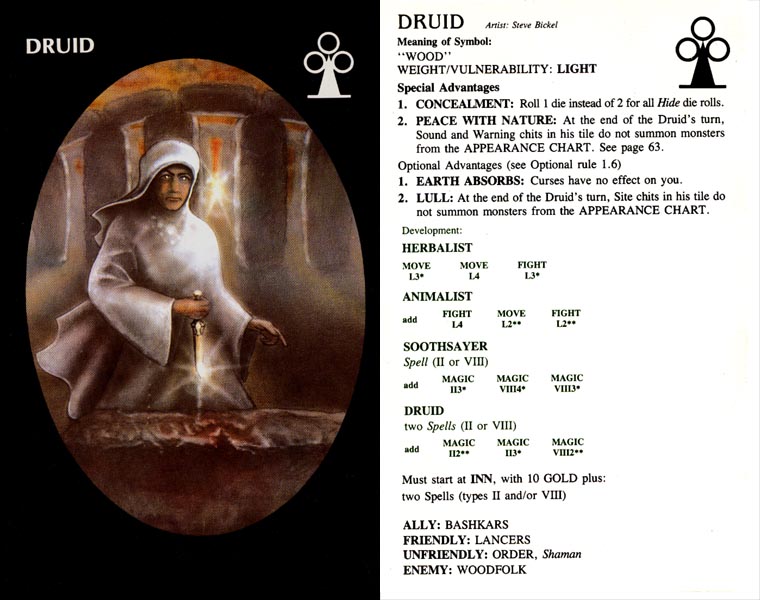 DRUID
DRUID Artist: Steve Bickel
Meaning of Symbol:
"WOOD"
WEIGHT/VULNERABILITY: LIGHT
Special Advantages
1. CONCEALMENT: Roll 1 die instead of 2 for all Hide die rolls.
2. PEACE WITH NATURE: At the end of the Druid's turn,
Sound and Warning chits in his tile do not summon monsters
from the APPEARANCE CHART. See page 63.
Optional Advantages (see Optional rule 1.6)
1. EARTH ABSORBS: Curses have no effect on you.
2. LULL: At the end of the Druid's turn, Site chits in his tile do
not summon monsters from the APPEARANCE CHART.
Development:
HERBALIST
MOVE MOVE FIGHT
L3* L4 L3*
ANIMALIST
add FIGHT MOVE FIGHT
L4 L2** L2**
SOOTHSAYER
Spell (II or VIII)
add MAGIC MAGIC MAGIC
II3* VIII4* VIII3*
DRUID
two Spells (II or VIII)
add MAGIC MAGIC MAGIC
II2** II3* VIII2**
Must start at INN, with 10 GOLD plus:
two Spells (types II and/or VIII)
ALLY: BASHKARS
FRIENDLY: LANCERS
UNFRIENDLY: ORDER, Shaman
ENEMY: WOODFOLK